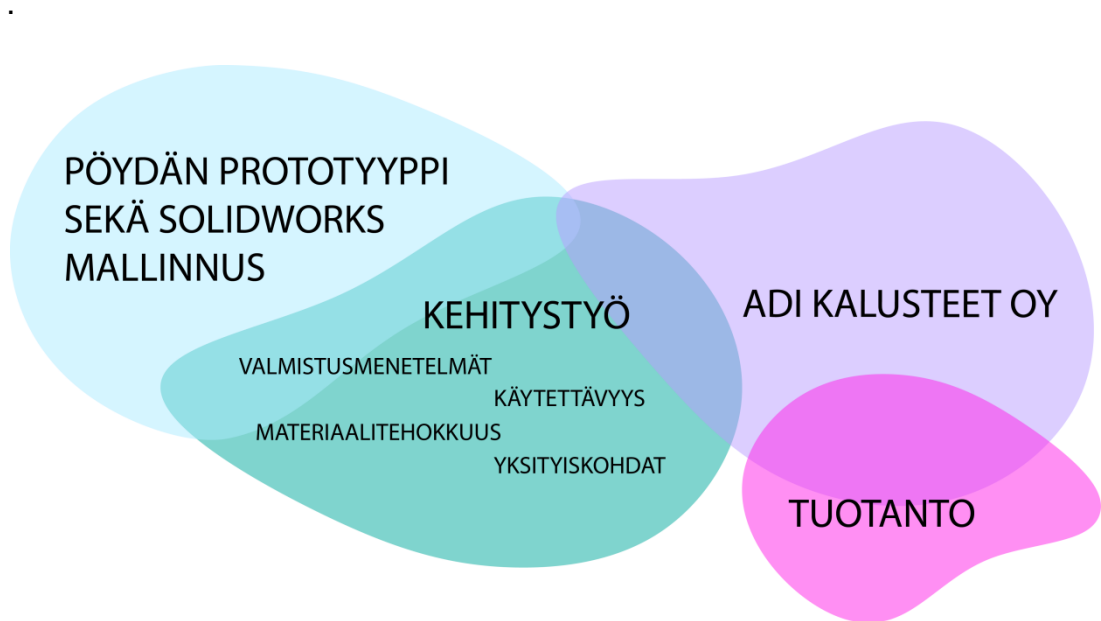 .
PÖYDÄN PROTOTYYPPI
SEKÄ SOLIDWORKS
MALLINNUS
KEHITYSTYÖ
VALMISTUSMENETELMÄT
KÄYTETTÄVYYS
MATERIAALITEHOKKUUS
YKSITYISKOHDAT
ADI KALUSTEET OY
TUOTANTO